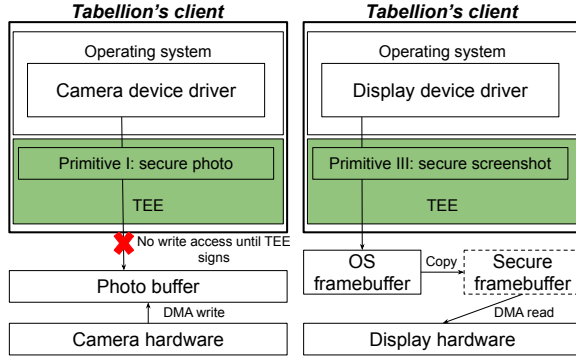 Tabellion's client
Operating system
Camera device driver
Primitive I: secure photo
TEE
No write access until TEE
signs
Photo buffer
DMA write
Camera hardware
Tabellion's client
Operating system
Display device driver
Primitive III: secure screenshot
TEE
OS
framebuffer
Copy
Secure
framebuffer
DMA read
Display hardware